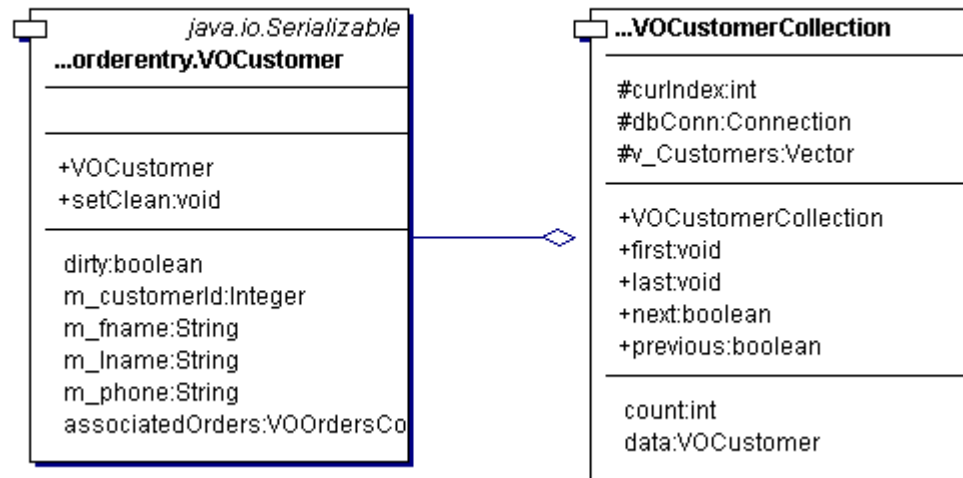 java.io.Serializable
...orderentry.VOCustomer
+VOCustomer
+setClean:void
dirty:boolean
m_customerId:Integer
m_fname:String
m_lname:String
m_phone:String
associatedOrders:VOOrdersCo
...VOCustomerCollection
#curIndex:int
#dbConn:Connection
#v_Customers:Vector
+VOCustomerCollection
+first:void
+last:void
+next:boolean
+previous:boolean
count:int
data:VOCustomer